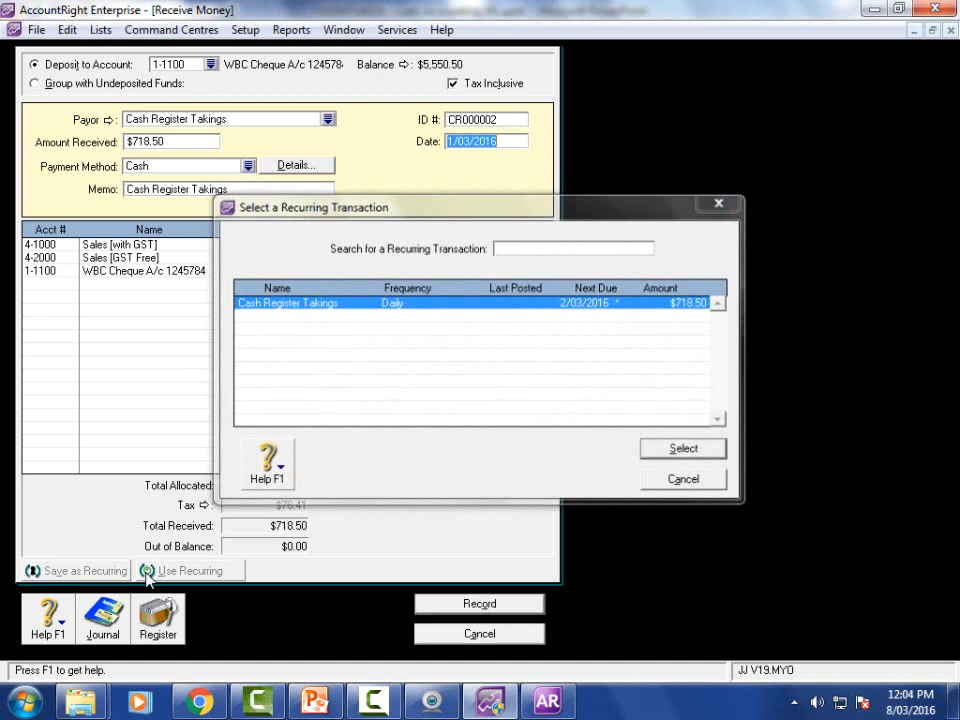 AccountRight Enterprise - [Receive Money]
File Edit Lists Command Centres Setup Reports Window Services Help
Deposit to Account: 1-1100 WBC Cheque A/c 124578 Balance ⇨: $5,550.50
Group with Undeposited Funds: Tax Inclusive
Payor ⇨: Cash Register Takings ID #: CR000002
Amount Received: $718.50 Date: 1/03/2016
Payment Method: Cash Details...
Memo: Cash Register Takings
Select a Recurring Transaction
Search for a Recurring Transaction:
Acct # Name
4-1000 Sales [with GST]
4-2000 Sales [GST Free]
1-1100 WBC Cheque A/c 1245784
Name Frequency Last Posted Next Due Amount
Cash Register Takings Daily 2/03/2016 * $718.50
Select
Help F1 Cancel
Total Allocated:
Tax ⇨: $76.41
Total Received: $718.50
Out of Balance: $0.00
Save as Recurring Use Recurring
Record
Help F1 Journal Register Cancel
Press F1 to get help. JJ V19.MYO
AR
12:04 PM
8/03/2016